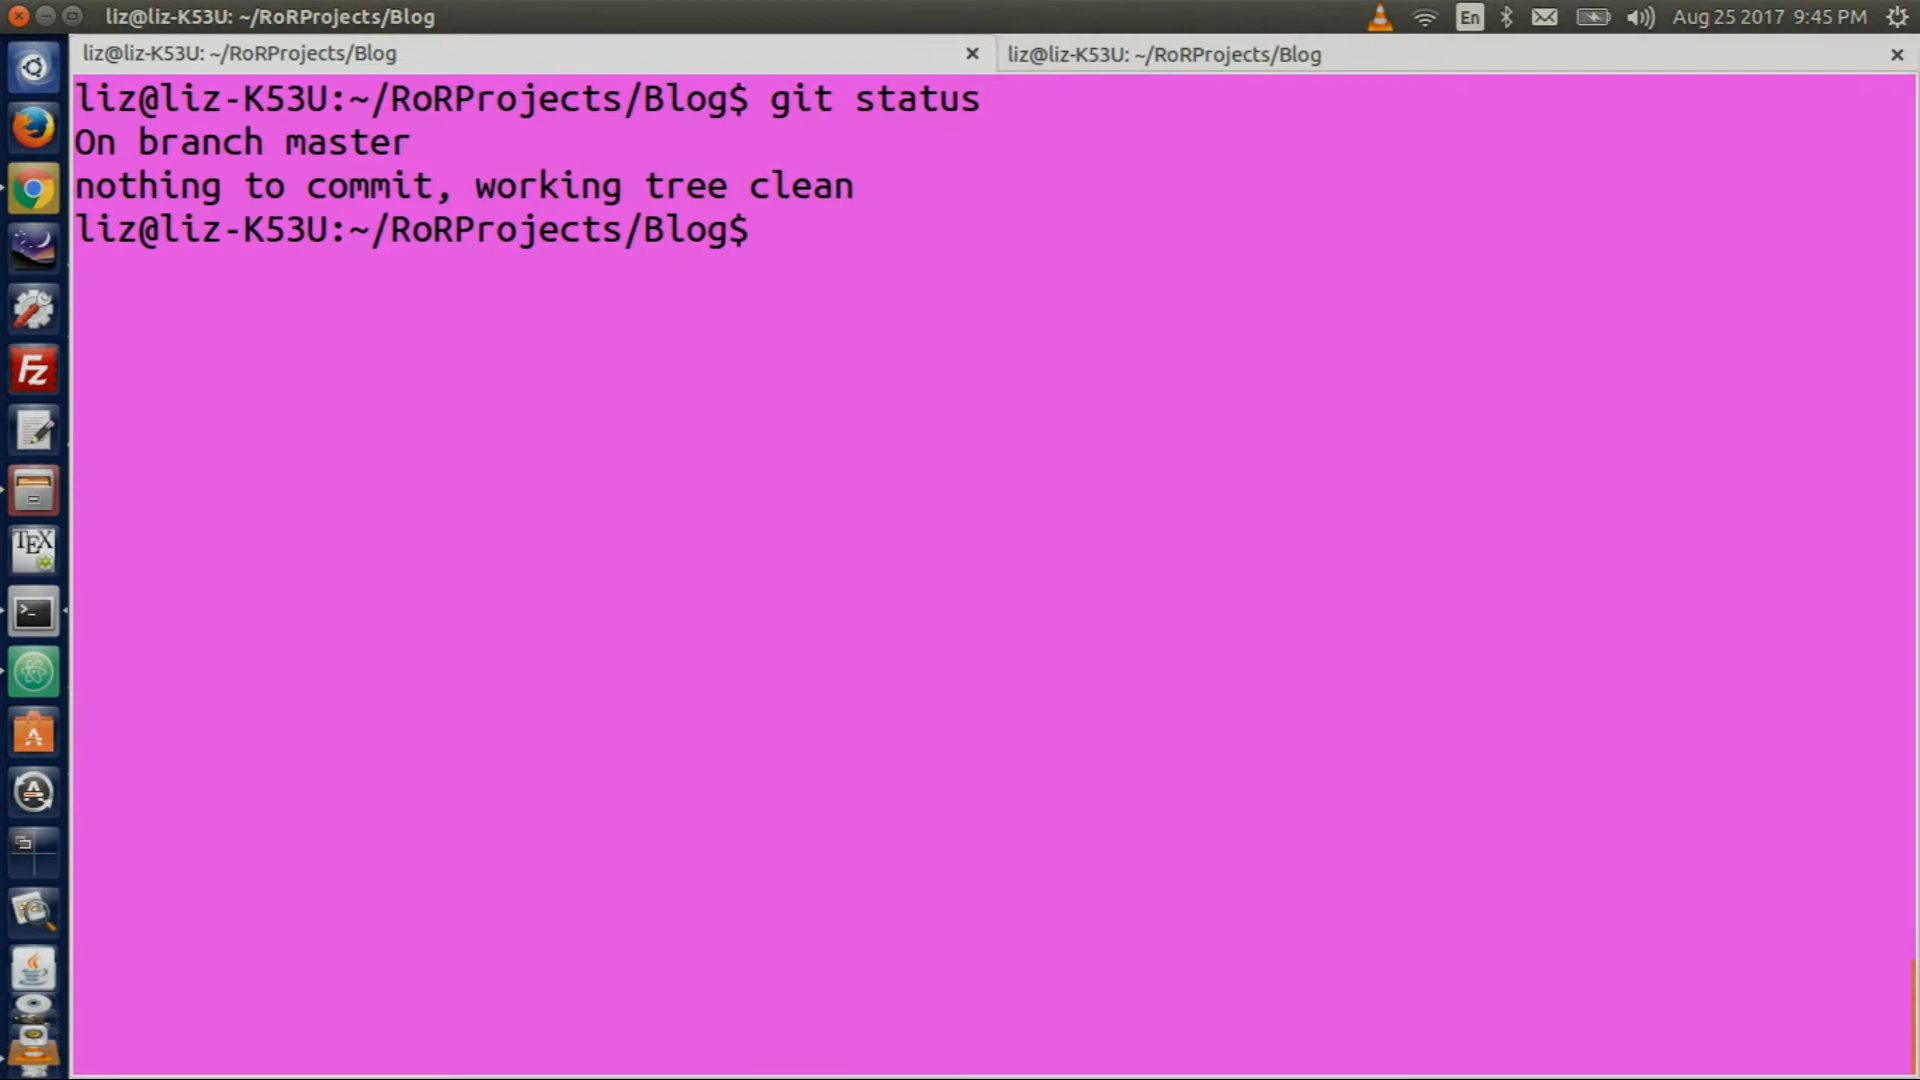 liz@liz-K53U: ~/RoRProjects/Blog
En
Aug 25 2017 9:45 PM
liz@liz-K53U: ~/RoRProjects/Blog
liz@liz-K53U: ~/RoRProjects/Blog
liz@liz-K53U:~/RoRProjects/Blog$ git status
On branch master
nothing to commit, working tree clean
liz@liz-K53U:~/RoRProjects/Blog$
Fz
TEX
>_
A
A